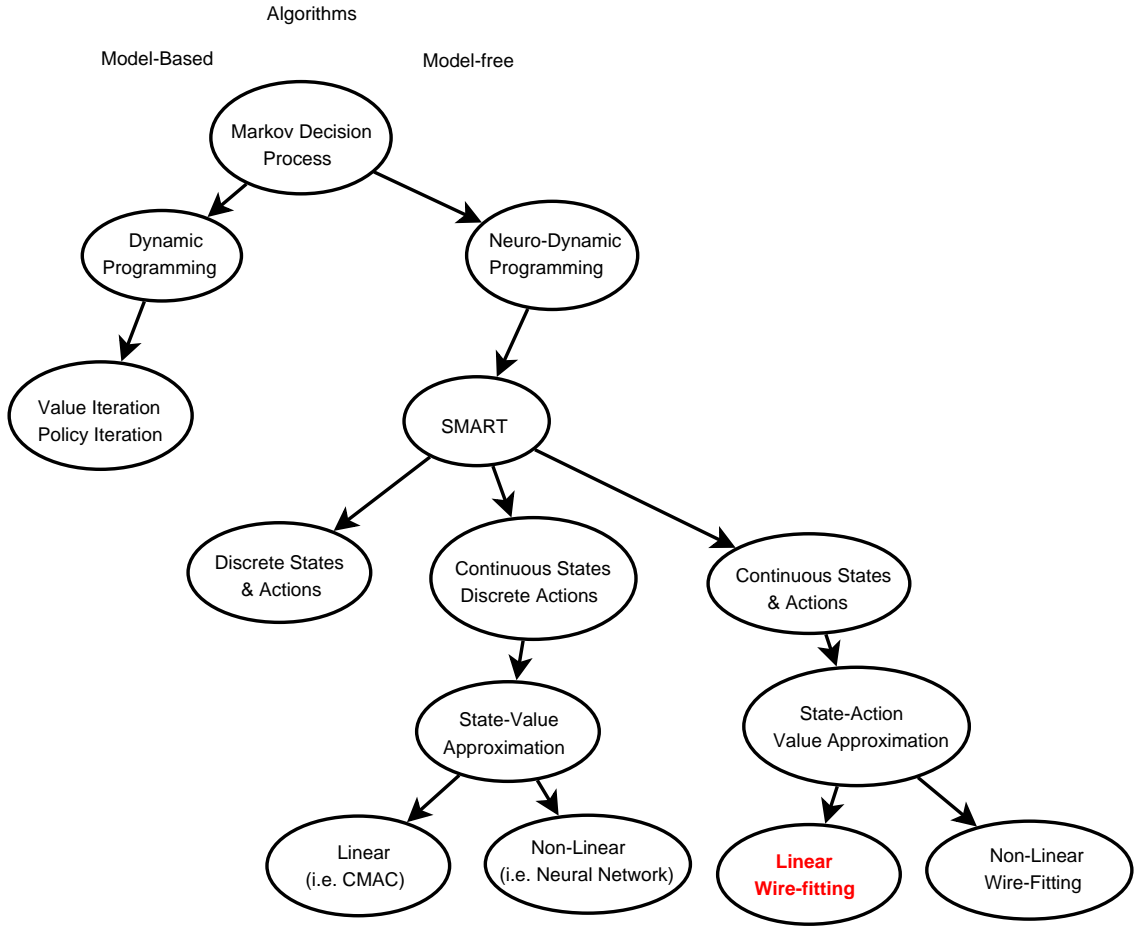 Algorithms
Model-Based
Model-free
Markov Decision
Process
Dynamic
Programming
Neuro-Dynamic
Programming
Value Iteration
Policy Iteration
SMART
Discrete States
& Actions
Continuous States
Discrete Actions
Continuous States
& Actions
State-Value
Approximation
State-Action
Value Approximation
Linear
(i.e. CMAC)
Non-Linear
(i.e. Neural Network)
Linear
Wire-fitting
Non-Linear
Wire-Fitting